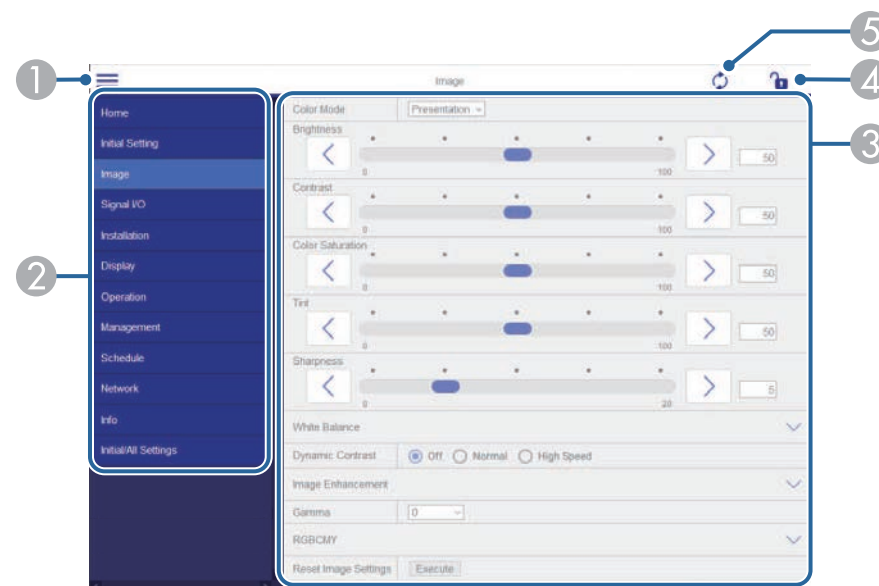 5
1
Image
4
Home
Color Mode
Presentation
Brightness
Initial Setting
0
100
50
3
Image
Contrast
Signal I/O
0
100
50
Installation
Color Saturation
2
Display
0
100
50
Operation
Tint
Management
0
100
50
Schedule
Sharpness
Network
0
20
5
Info
White Balance
Initial/All Settings
Dynamic Contrast
Off
Normal
High Speed
Image Enhancement
Gamma
0
RGBCMY
Reset Image Settings
Execute